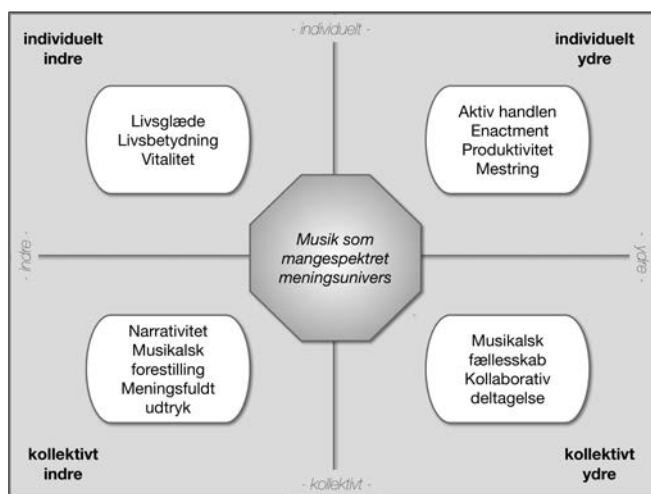 - individuelt -
individuelt
indre
individuelt
ydre
Livsglæde
Livsbetydning
Vitalitet
Aktiv handlen
Enactment
Produktivitet
Mestring
- indre -
Musik som
mangespektret
meningsunivers
- ydre -
Narrativitet
Musikalsk
forestilling
Meningsfuldt
udtryk
Musikalsk
fællesskab
Kollaborativ
deltagelse
kollektivt
indre
kollektivt
ydre
- kollektivt -